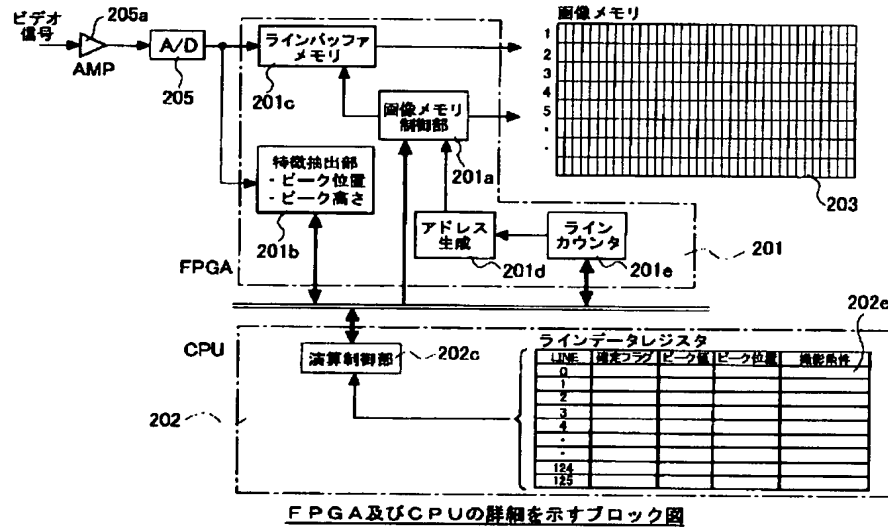 ビデオ
信号
205a
AMP
A/D
205
ラインバッファ
メモリ
201c
画像メモリ
制御部
201a
特徴抽出部
・ピーク位置
・ピーク高さ
201b
アドレス
生成
201d
ライン
カウンタ
201e
FPGA
201
画像メモリ
1
2
3
4
5
・
・
203
CPU
演算制御部
202c
202
ラインデータレジスタ
202e
LINE 確定フラグ ピーク値 ピーク位置 撮影条件
0
1
2
3
4
・
・
124
125
FPGA及びCPUの詳細を示すブロック図